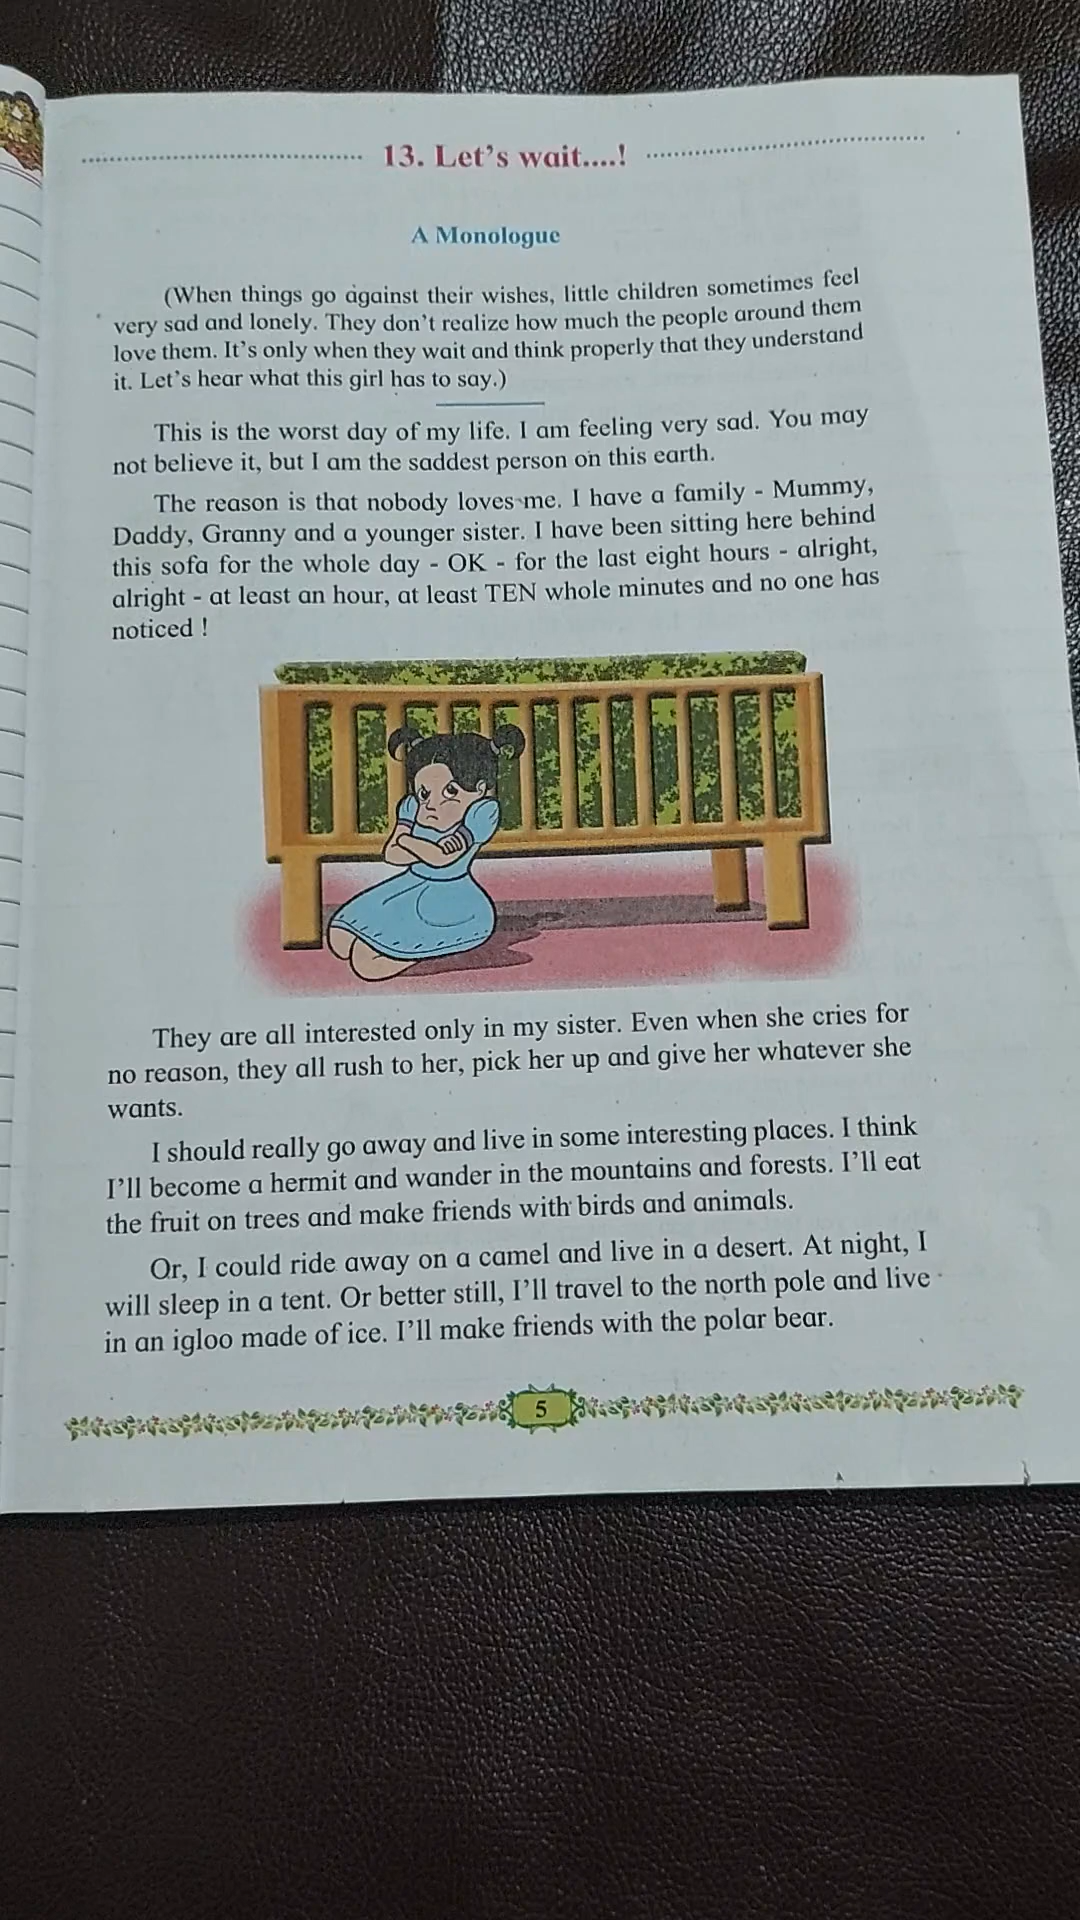 13. Let's wait....!
A Monologue
(When things go against their wishes, little children sometimes feel
very sad and lonely. They don't realize how much the people around them
love them. It's only when they wait and think properly that they understand
it. Let's hear what this girl has to say.)
This is the worst day of my life. I am feeling very sad. You may
not believe it, but I am the saddest person on this earth.
The reason is that nobody loves me. I have a family - Mummy,
Daddy, Granny and a younger sister. I have been sitting here behind
this sofa for the whole day - OK - for the last eight hours - alright,
alright - at least an hour, at least TEN whole minutes and no one has
noticed !
They are all interested only in my sister. Even when she cries for
no reason, they all rush to her, pick her up and give her whatever she
wants.
I should really go away and live in some interesting places. I think
I'll become a hermit and wander in the mountains and forests. I'll eat
the fruit on trees and make friends with birds and animals.
Or, I could ride away on a camel and live in a desert. At night, I
will sleep in a tent. Or better still, I'll travel to the north pole and live
in an igloo made of ice. I'll make friends with the polar bear.
5